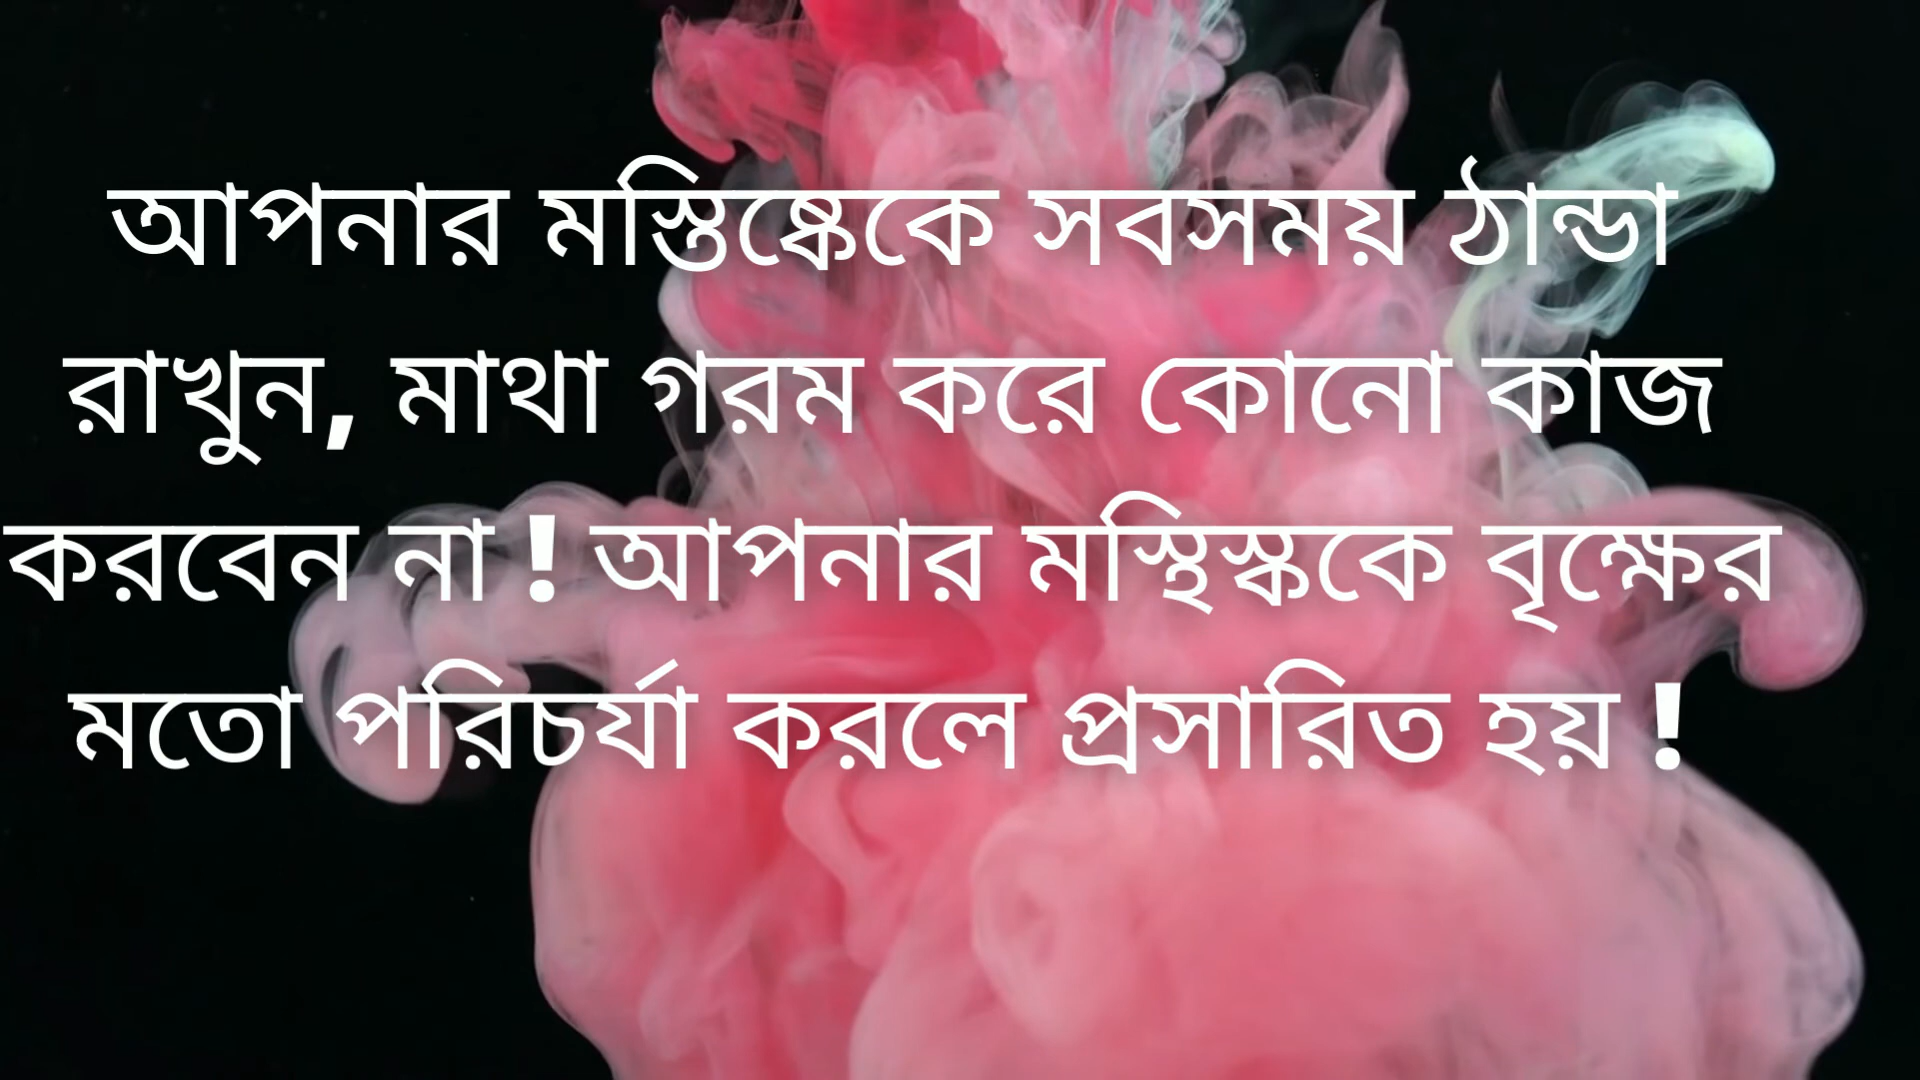 আপনার মস্তিষ্কেকে সবসময় ঠান্ডা
রাখুন, মাথা গরম করে কোনো কাজ
করবেন না ! আপনার মস্থিস্ককে বৃক্ষের
মতো পরিচর্যা করলে প্রসারিত হয় !